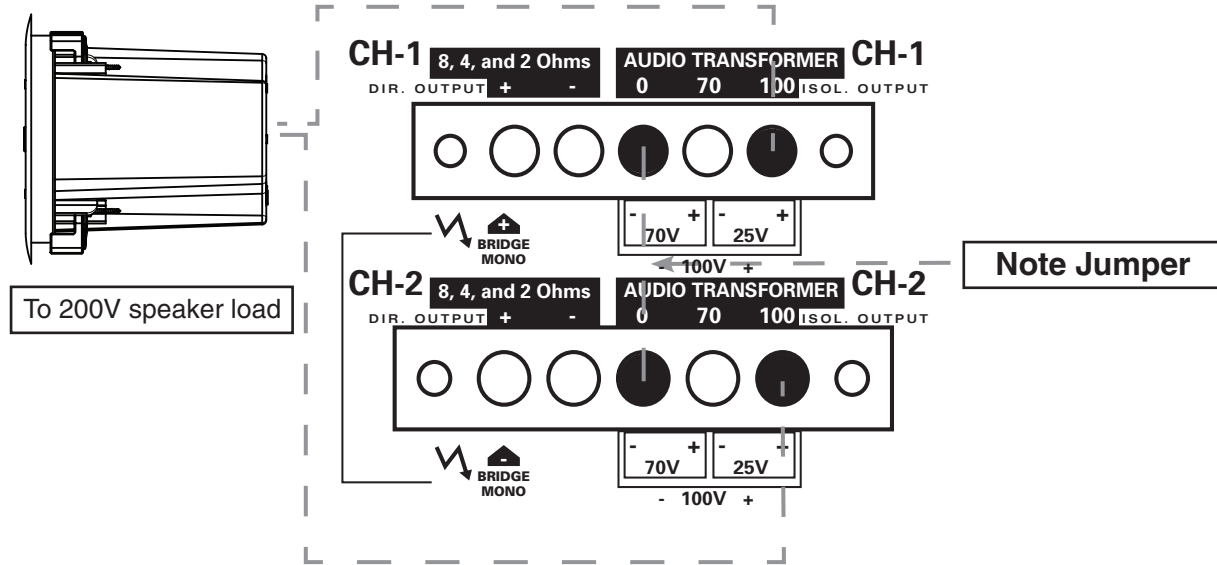 CH-1 8, 4, and 2 Ohms AUDIO TRANSFORMER CH-1
DIR. OUTPUT + - 0 70 100 ISOL. OUTPUT
- + - +
70V 25V
- 100V +
+
BRIDGE
MONO
Note Jumper
To 200V speaker load
CH-2 8, 4, and 2 Ohms AUDIO TRANSFORMER CH-2
DIR. OUTPUT + - 0 70 100 ISOL. OUTPUT
- + - +
70V 25V
- 100V +
-
BRIDGE
MONO